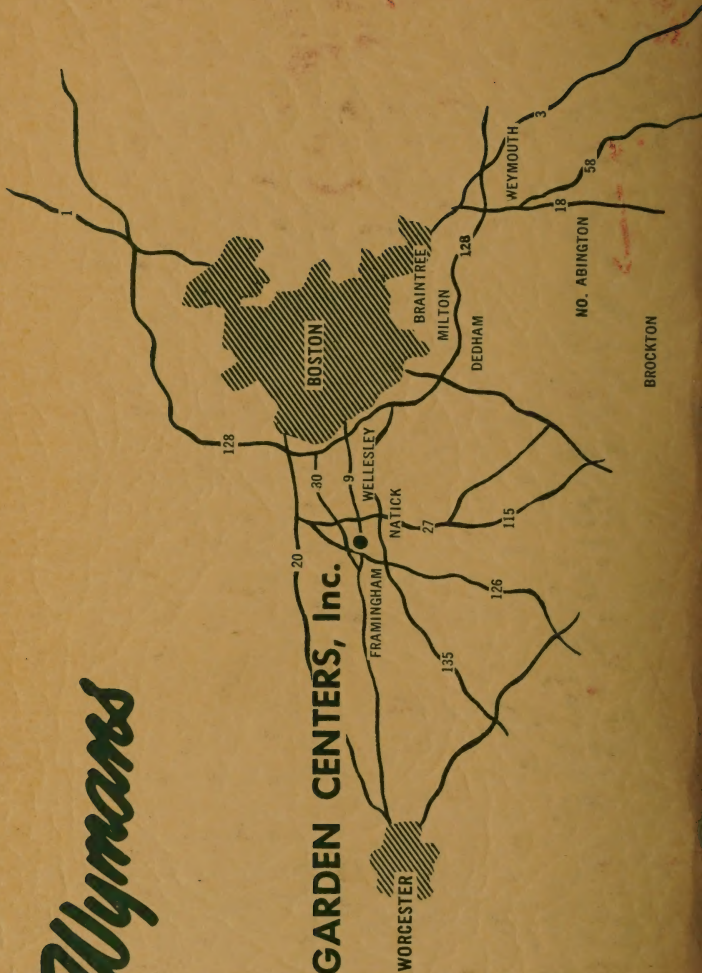 Wymans
GARDEN CENTERS, Inc.
1
128
BOSTON
20
30
9
WELLESLEY
NATICK
27
115
FRAMINGHAM
126
135
WORCESTER
BRAINTREE
MILTON
DEDHAM
128
WEYMOUTH
3
58
18
NO. ABINGTON
BROCKTON